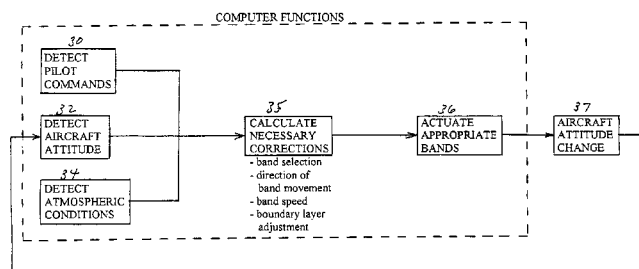 COMPUTER FUNCTIONS
30
DETECT
PILOT
COMMANDS
32
DETECT
AIRCRAFT
ATTITUDE
34
DETECT
ATMOSPHERIC
CONDITIONS
35
CALCULATE
NECESSARY
CORRECTIONS
- band selection
- direction of
band movement
- band speed
- boundary layer
adjustment
36
ACTUATE
APPROPRIATE
BANDS
37
AIRCRAFT
ATTITUDE
CHANGE